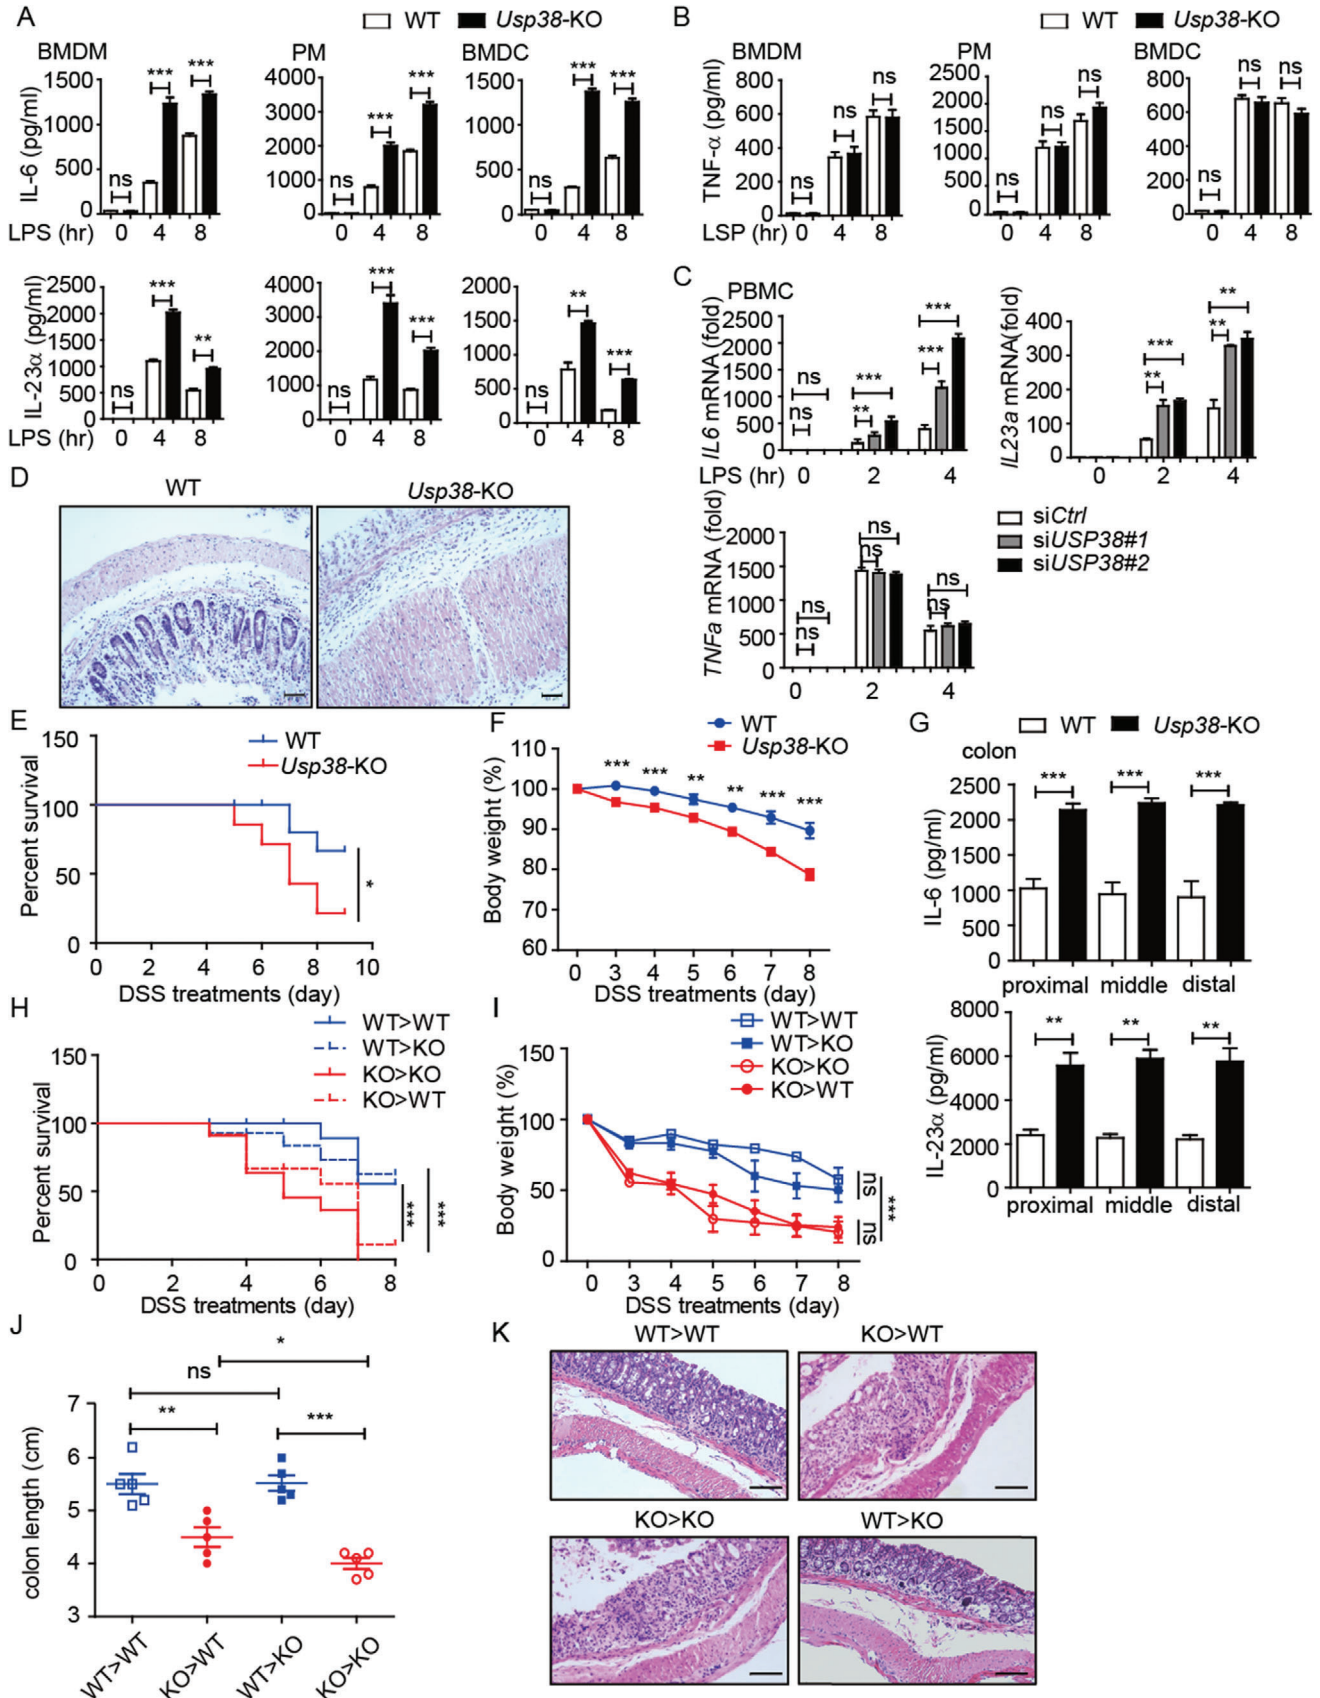 A
WT Usp38-KO
BMDM
PM
BMDC
IL-6 (pg/ml)
1500
1000
500
0
ns
***
***
4000
3000
2000
1000
0
ns
***
***
1500
1000
500
0
ns
***
***
LPS (hr) 0 4 8
0 4 8
0 4 8
IL-23α (pg/ml)
2500
2000
1500
1000
500
0
ns
***
**
4000
3000
2000
1000
0
ns
***
***
2000
1500
1000
500
0
ns
**
***
LPS (hr) 0 4 8
0 4 8
0 4 8
B
WT Usp38-KO
BMDM
PM
BMDC
TNF-α (pg/ml)
800
600
400
200
0
ns
ns
ns
2500
2000
1500
1000
500
0
ns
ns
ns
800
600
400
200
0
ns
ns
ns
LSP (hr) 0 4 8
0 4 8
0 4 8
C
PBMC
IL6 mRNA (fold)
2500
2000
1500
1000
500
0
ns
ns
***
**
***
***
LPS (hr) 0 2 4
IL23a mRNA(fold)
400
300
200
100
0
***
**
**
**
0 2 4
TNFa mRNA (fold)
2000
1500
1000
500
0
ns
ns
ns
ns
ns
ns
0 2 4
siCtrl
siUSP38#1
siUSP38#2
D
WT
Usp38-KO
E
WT
Usp38-KO
Percent survival
150
100
50
0
*
0 2 4 6 8 10
DSS treatments (day)
F
WT
Usp38-KO
Body weight (%)
110
100
90
80
70
60
*** *** ** ** *** ***
0 3 4 5 6 7 8
DSS treatments (day)
G
WT Usp38-KO
colon
IL-6 (pg/ml)
2500
2000
1500
1000
500
0
*** *** ***
proximal middle distal
IL-23α (pg/ml)
8000
6000
4000
2000
0
** ** **
proximal middle distal
H
WT>WT
WT>KO
KO>KO
KO>WT
Percent survival
150
100
50
0
***
***
0 2 4 6 8
DSS treatments (day)
I
WT>WT
WT>KO
KO>KO
KO>WT
Body weight (%)
150
100
50
0
ns
ns
***
0 3 4 5 6 7 8
DSS treatments (day)
J
*
ns
**
***
colon length (cm)
7
6
5
4
3
WT>WT
KO>WT
WT>KO
KO>KO
K
WT>WT
KO>WT
KO>KO
WT>KO